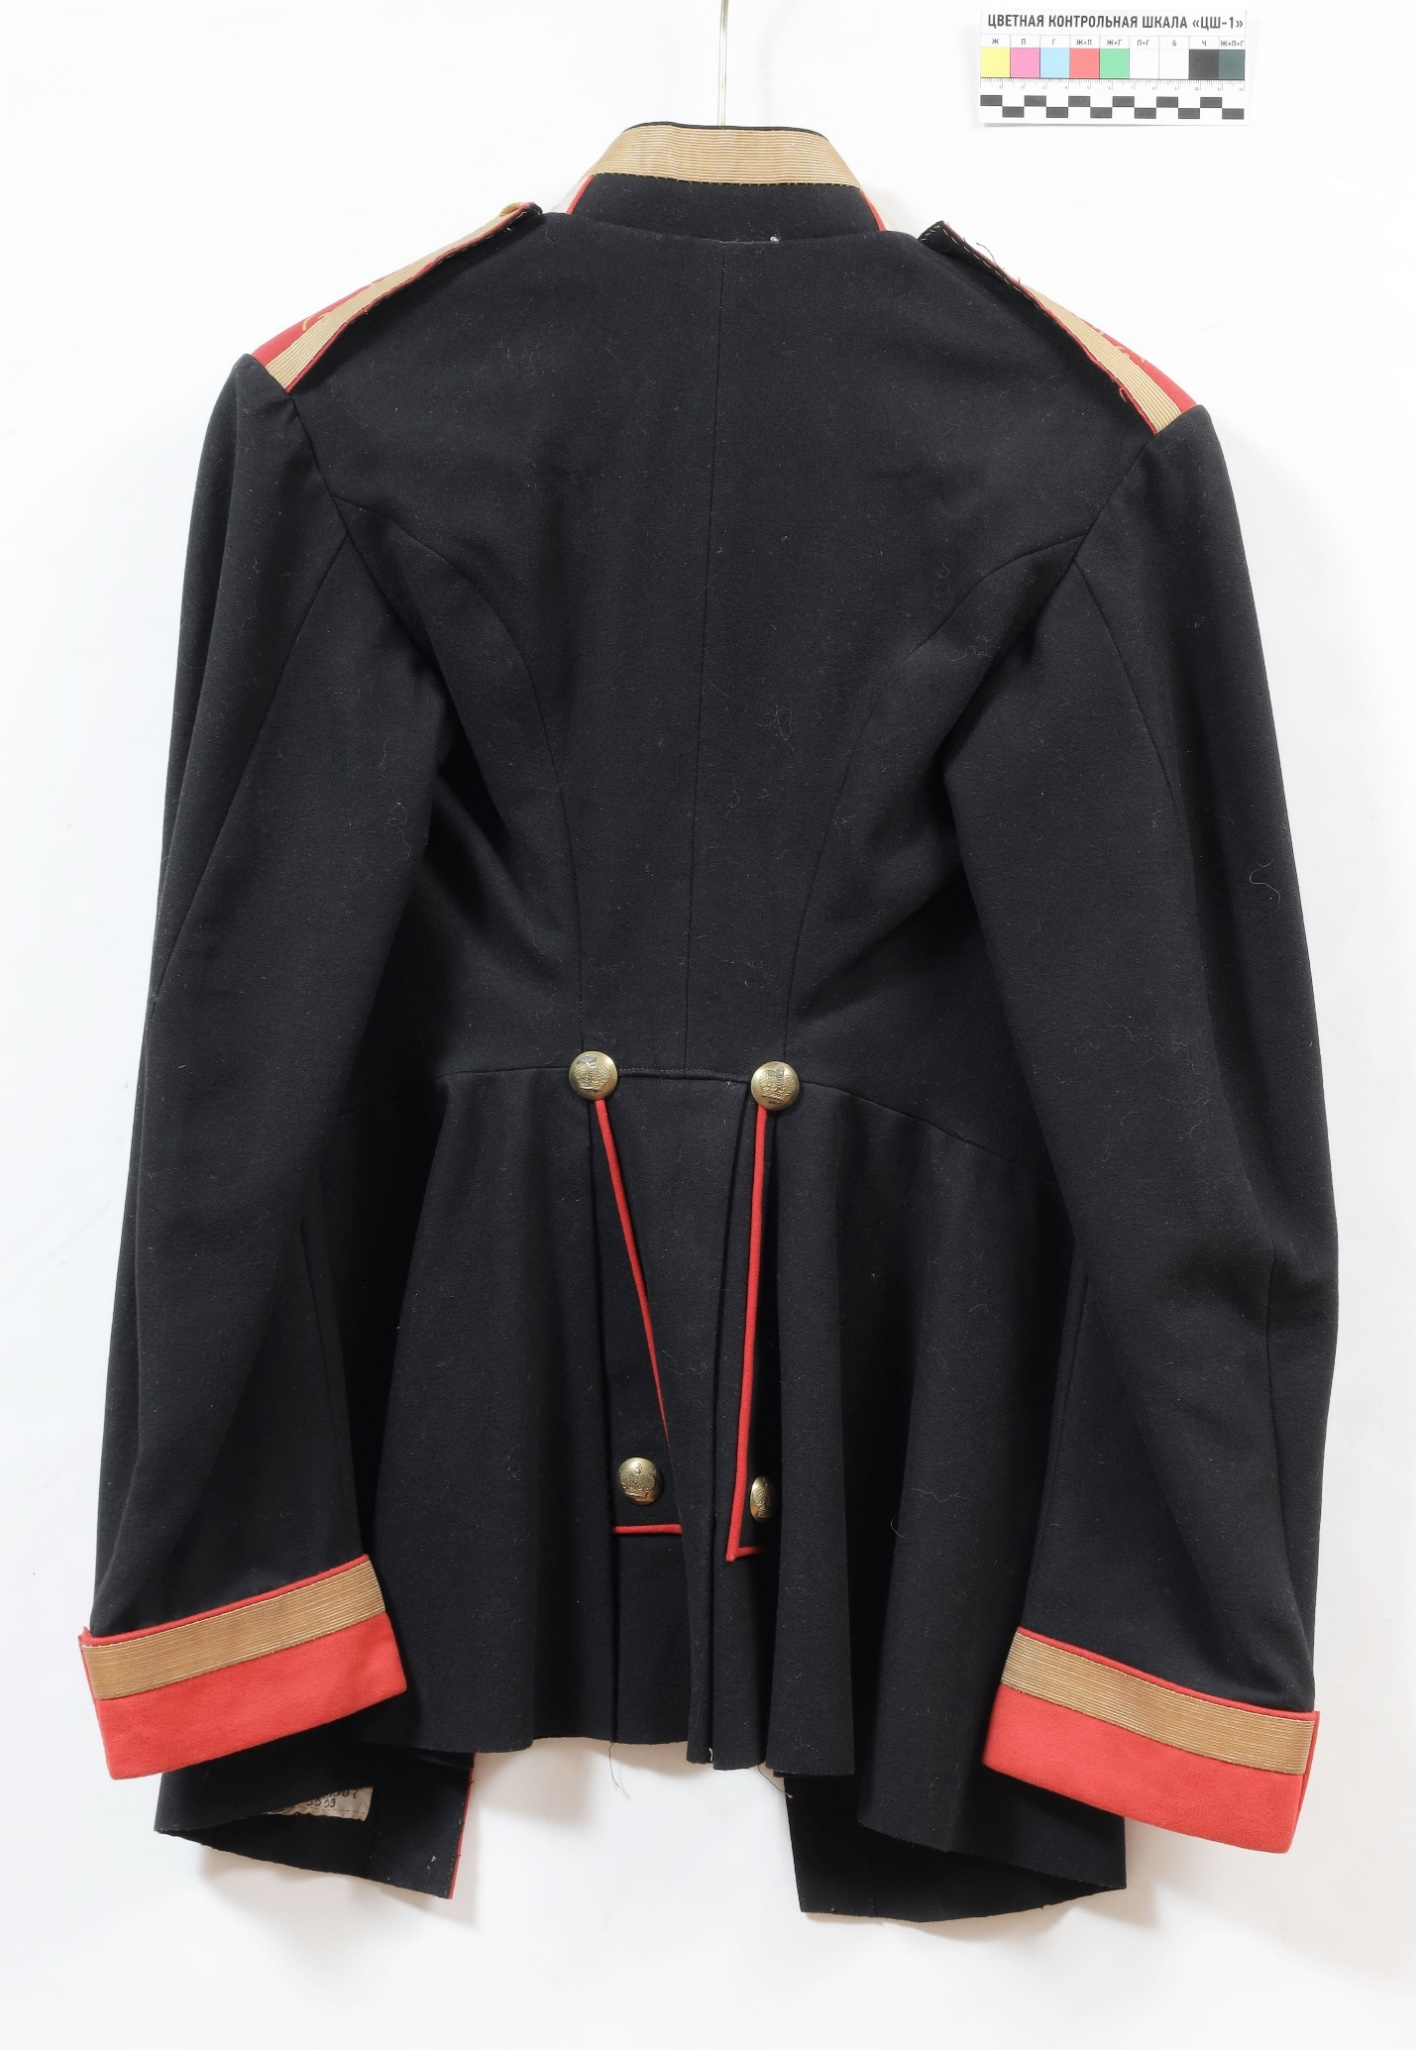 ЦВЕТНАЯ КОНТРОЛЬНАЯ ШКАЛА «ЦШ-1»
Ж П Г Ж+П Ж+Г П+Г Б Ч Ж+П+Г